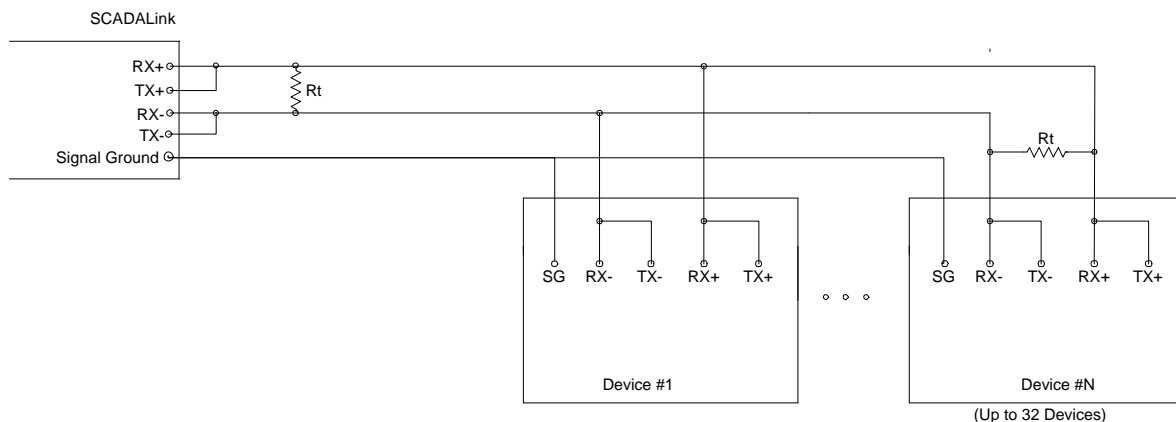 SCADALink
RX+
TX+
RX-
TX-
Signal Ground
Rt
Rt
SG RX- TX- RX+ TX+
Device #1
SG RX- TX- RX+ TX+
Device #N
(Up to 32 Devices)